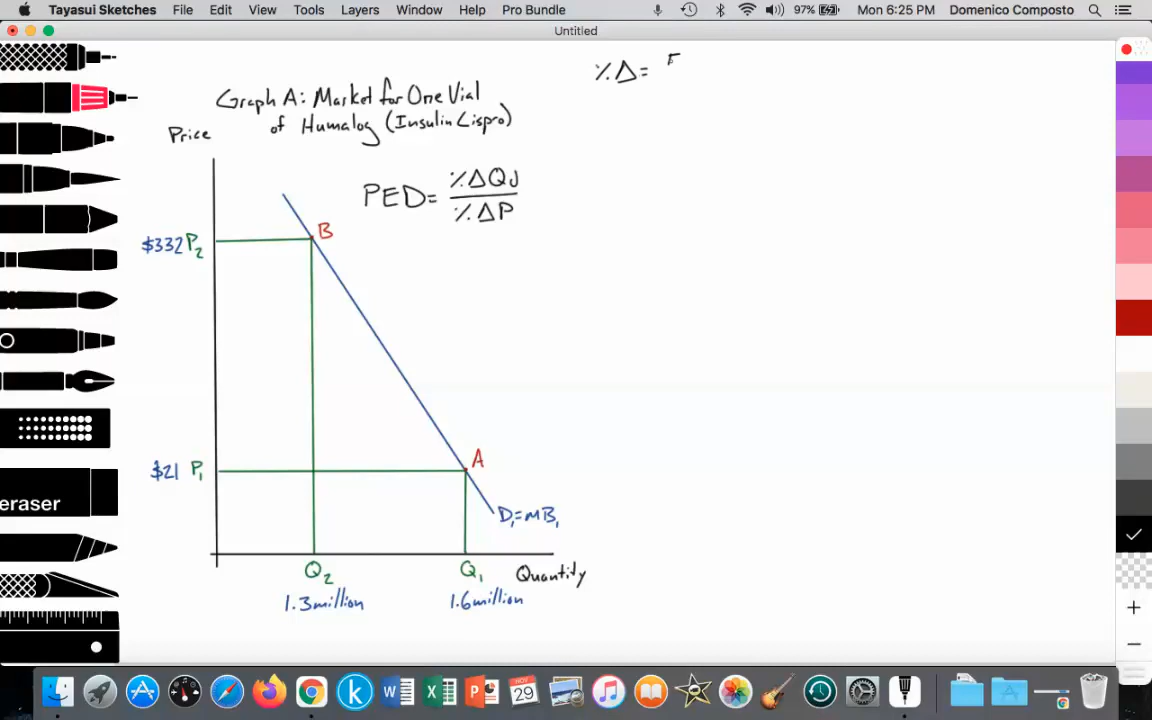 Tayasui Sketches File Edit View Tools Layers Window Help Pro Bundle 97% Mon 6:25 PM Domenico Composto
Untitled
%Δ=
Graph A: Market for One Vial
of Humalog (Insulin Lispro)
Price
PED= %ΔQd
%ΔP
B
$332 P2
A
$21 P1
D1=MB1
Q2 Q1 Quantity
1.3million 1.6million
eraser
NOV
29